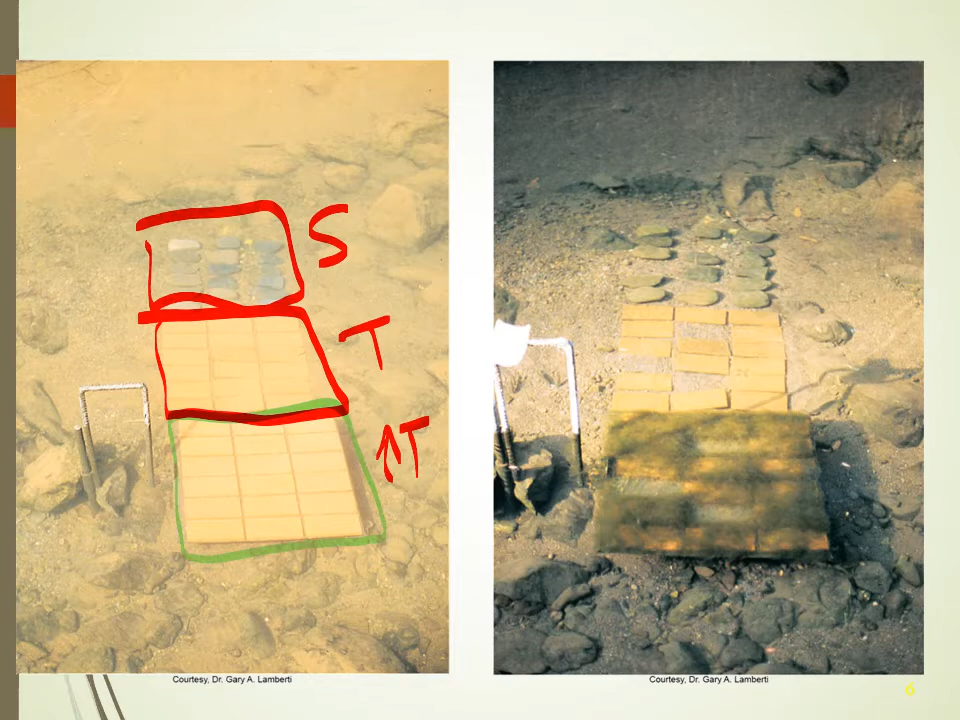 S
T
↑T
Courtesy, Dr. Gary A. Lamberti
Courtesy, Dr. Gary A. Lamberti
6